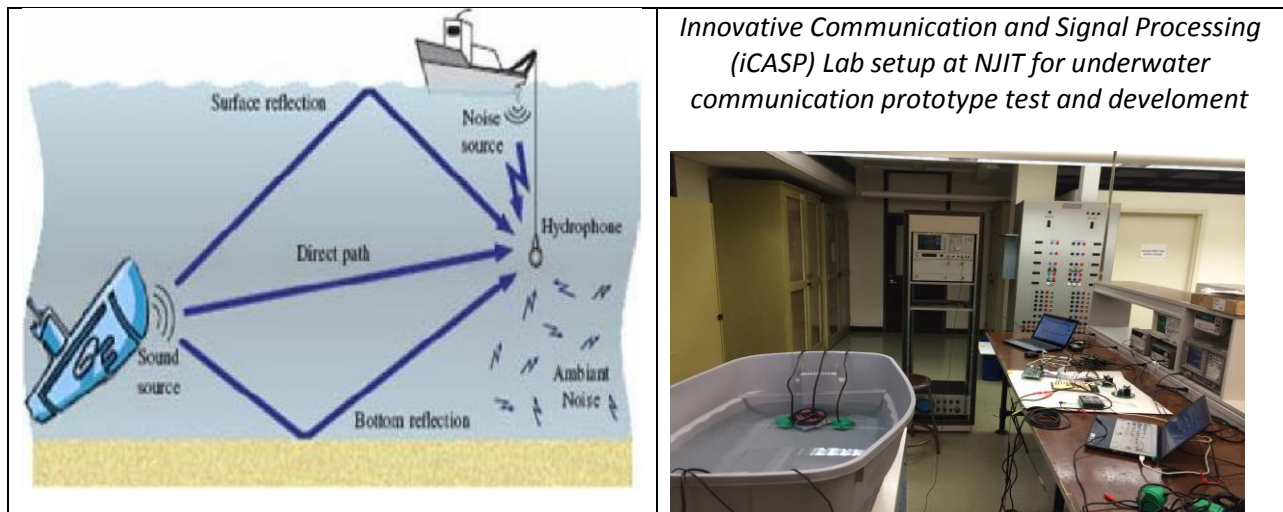 Surface reflection
Noise
source
Hydrophone
Direct path
Sound
source
Ambiant
Noise
Bottom reflection
Innovative Communication and Signal Processing
(iCASP) Lab setup at NJIT for underwater
communication prototype test and develoment